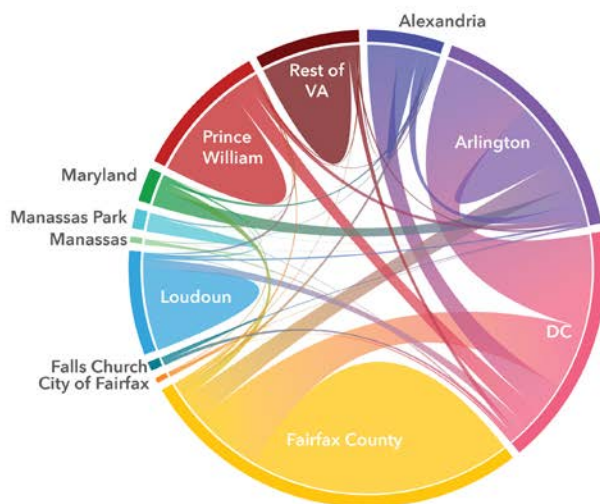 Alexandria
Rest of
VA
Arlington
Prince
William
Maryland
Manassas Park
Manassas
Loudoun
DC
Falls Church
City of Fairfax
Fairfax County